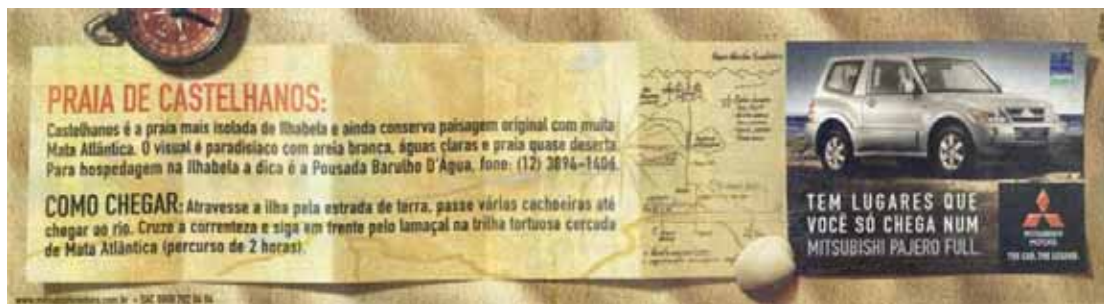 PRAIA DE CASTELHANOS:
Castelhanos é a praia mais isolada de Ilhabela e ainda conserva paisagem original com muita
Mata Atlântica. O visual é paradisíaco com areia branca, águas claras e praia quase deserta.
Para hospedagem na Ilhabela a dica é a Pousada Barulho D'Água, fone: (12) 3894-1406.
COMO CHEGAR: Atravesse a ilha pela estrada de terra, passe várias cachoeiras até
chegar ao rio. Cruze a correnteza e siga em frente pelo lamaçal na trilha tortuosa cercada
de Mata Atlântica (percurso de 2 horas).
TEM LUGARES QUE
VOCÊ SÓ CHEGA NUM
MITSUBISHI PAJERO FULL.
MITSUBISHI
MOTORS